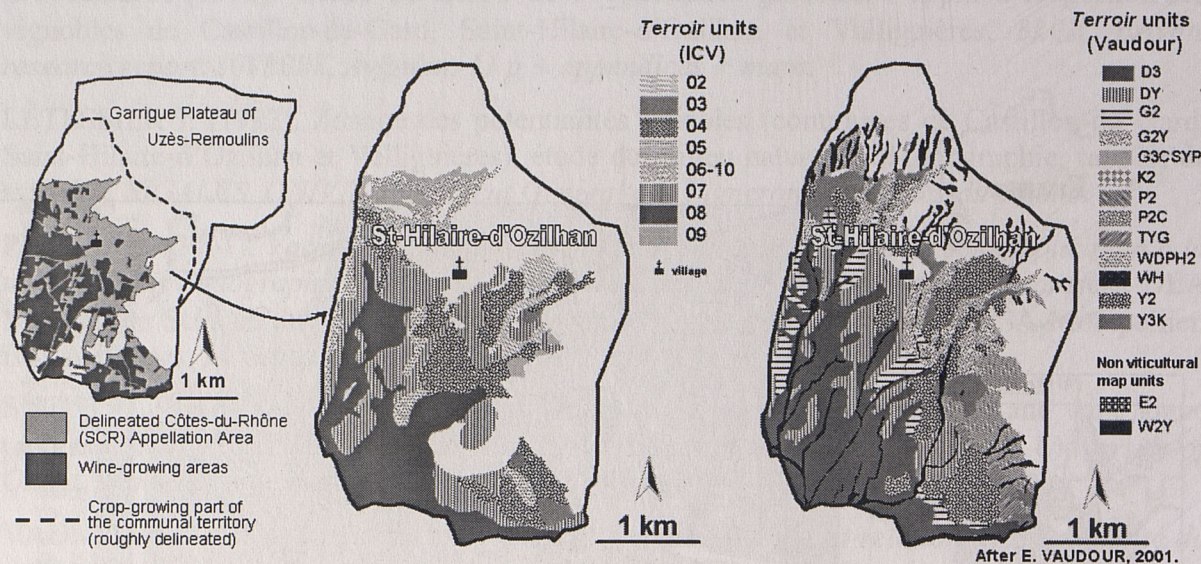 Garrigue Plateau of
Uzès-Remoulins
1 km
Delineated Côtes-du-Rhône
(SCR) Appellation Area
Wine-growing areas
Crop-growing part of
the communal territory
(roughly delineated)
Terroir units
(ICV)
02
03
04
05
06-10
07
08
09
village
St-Hilaire-d'Ozilhan
1 km
Terroir units
(Vaudour)
D3
DY
G2
G2Y
G3CSYP
K2
P2
P2C
TYG
WDPH2
WH
Y2
Y3K
Non viticultural
map units
E2
W2Y
St-Hilaire-d'Ozilhan
1 km
After E. VAUDOUR, 2001.